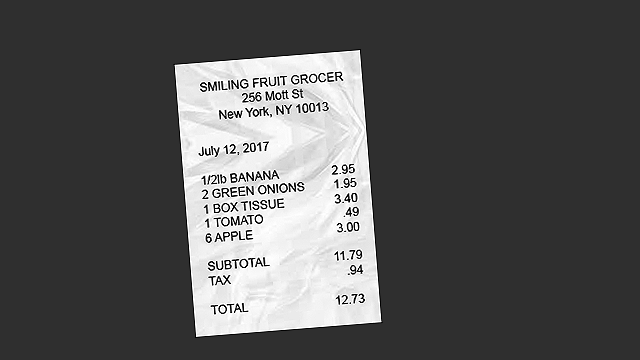 SMILING FRUIT GROCER
256 Mott St
New York, NY 10013
July 12, 2017
1/2lb BANANA 2.95
2 GREEN ONIONS 1.95
1 BOX TISSUE 3.40
1 TOMATO .49
6 APPLE 3.00
SUBTOTAL 11.79
TAX .94
TOTAL 12.73